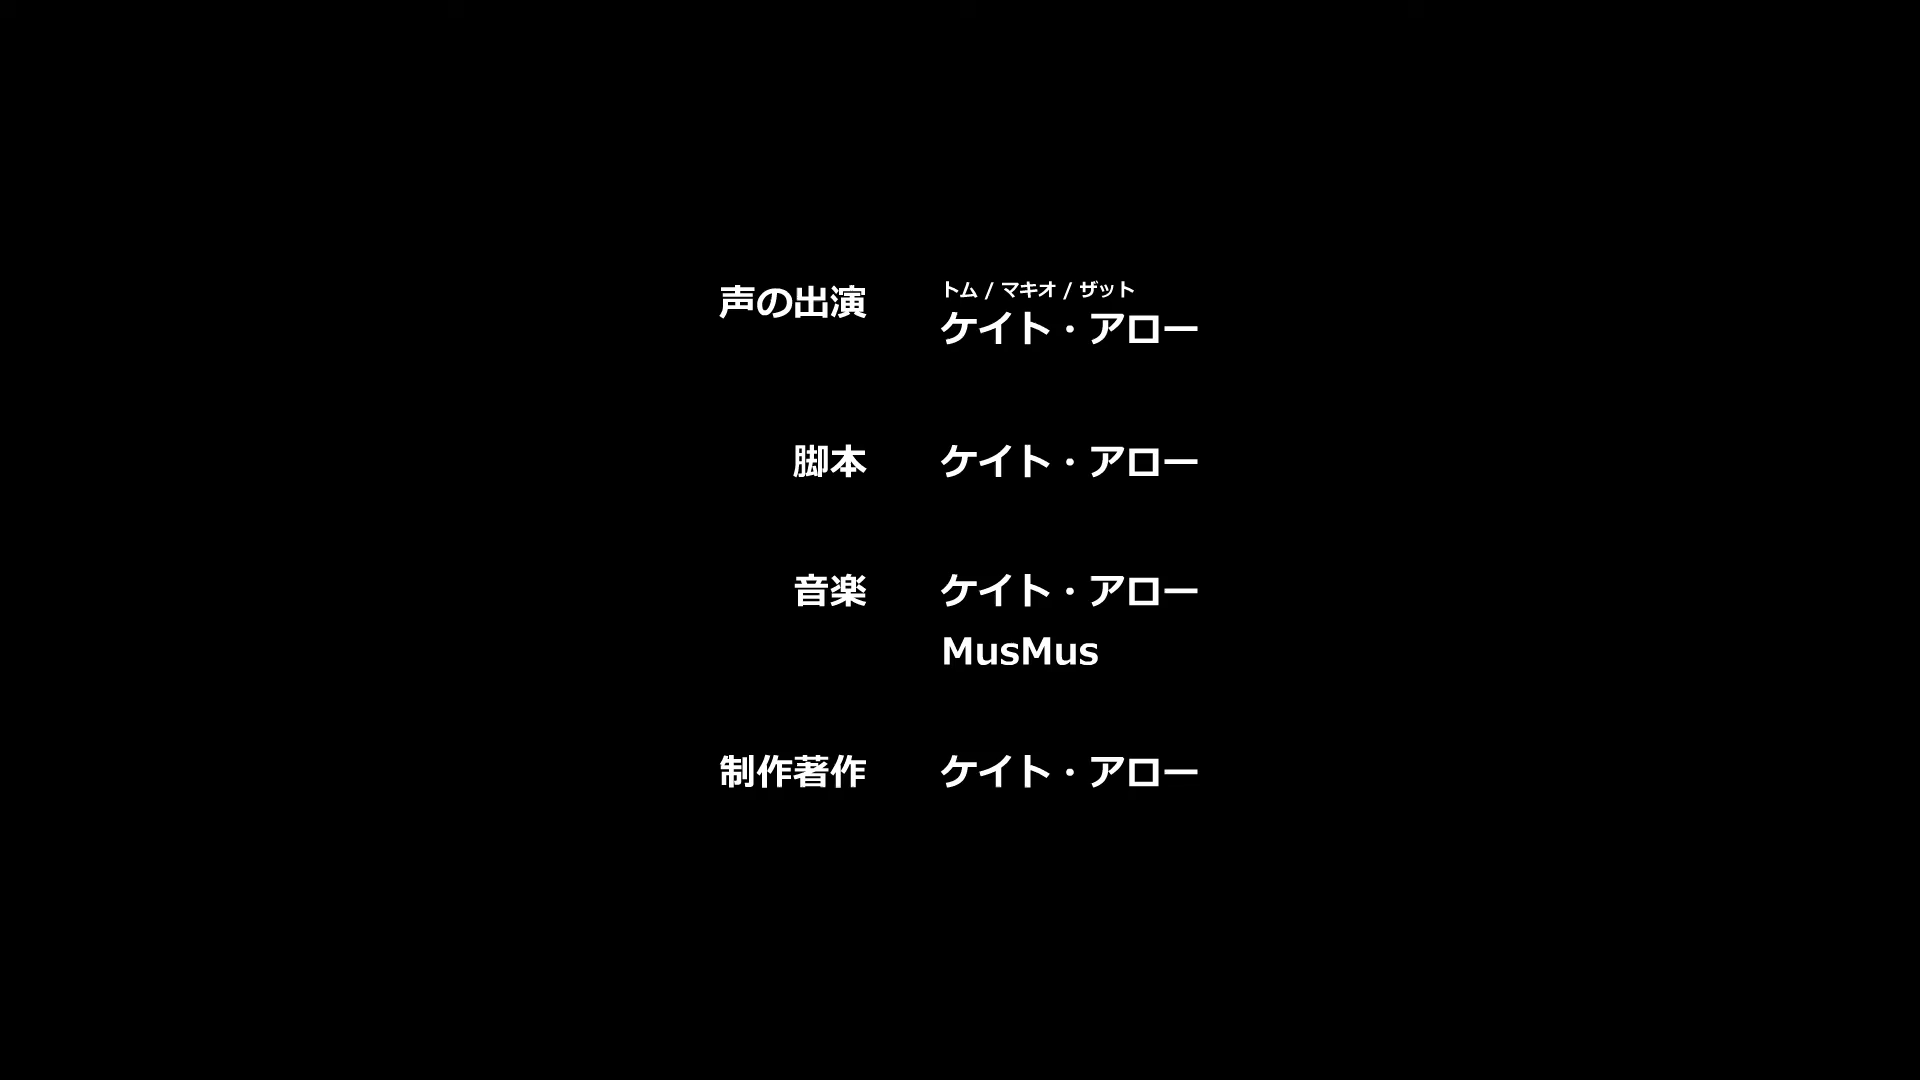 トム / マキオ / ザット
声の出演 ケイト・アロー
脚本 ケイト・アロー
音楽 ケイト・アロー
MusMus
制作著作 ケイト・アロー